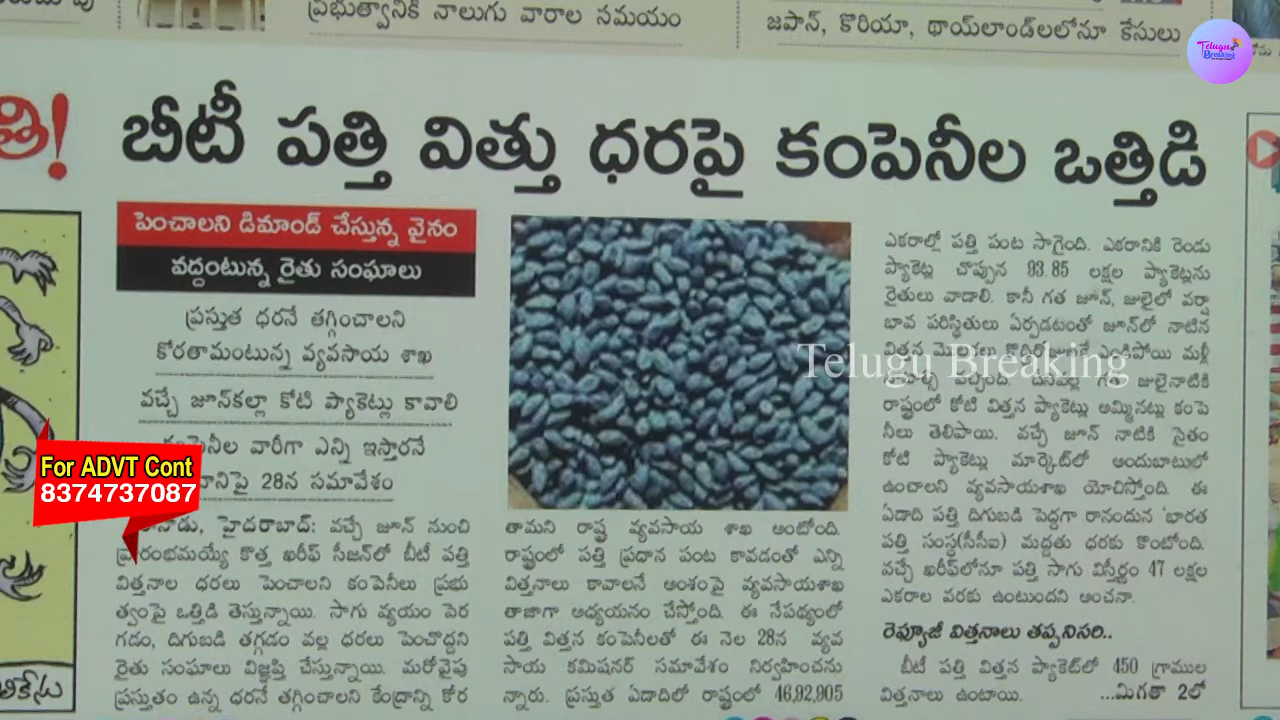 ప్రభుత్వానికి నాలుగు వారాల సమయం
జపాన్, కొరియా, థాయ్‌లాండ్‌లలోనూ కేసులు
Telugu
Breaking
తి!
బీటీ పత్తి విత్తు ధరపై కంపెనీల ఒత్తిడి
పెంచాలని డిమాండ్ చేస్తున్న వైనం
వద్దంటున్న రైతు సంఘాలు
ప్రస్తుత ధరనే తగ్గించాలని
కోరతామంటున్న వ్యవసాయ శాఖ
వచ్చే జూన్‌కల్లా కోటి ప్యాకెట్లు కావాలి
కంపెనీల వారీగా ఎన్ని ఇస్తారనే
దానిపై 28న సమావేశం
హైదరాబాద్: వచ్చే జూన్ నుంచి
ప్రారంభమయ్యే కొత్త ఖరీఫ్ సీజన్‌లో బీటీ పత్తి
విత్తనాల ధరలు పెంచాలని కంపెనీలు ప్రభు
త్వంపై ఒత్తిడి తెస్తున్నాయి. సాగు వ్యయం పెర
గడం, దిగుబడి తగ్గడం వల్ల ధరలు పెంచొద్దని
రైతు సంఘాలు విజ్ఞప్తి చేస్తున్నాయి. మరోవైపు
ప్రస్తుతం ఉన్న ధరనే తగ్గించాలని కేంద్రాన్ని కోర
తామని రాష్ట్ర వ్యవసాయ శాఖ అంటోంది.
రాష్ట్రంలో పత్తి ప్రధాన పంట కావడంతో ఎన్ని
విత్తనాలు కావాలనే అంశంపై వ్యవసాయశాఖ
తాజాగా అధ్యయనం చేస్తోంది. ఈ నేపథ్యంలో
పత్తి విత్తన కంపెనీలతో ఈ నెల 28న వ్యవ
సాయ కమిషనర్ సమావేశం నిర్వహించను
న్నారు. ప్రస్తుత ఏడాదిలో రాష్ట్రంలో 46,92,905
ఎకరాల్లో పత్తి పంట సాగైంది. ఎకరానికి రెండు
ప్యాకెట్ల చొప్పున 93.85 లక్షల ప్యాకెట్లను
రైతులు వాడాలి. కానీ గత జూన్, జులైలో వర్షా
భావ పరిస్థితులు ఏర్పడటంతో జూన్‌లో నాటిన
విత్తన ఎండిపోయి మళ్లీ
వచ్చింది. గత జులైనాటికి
రాష్ట్రంలో కోటి విత్తన ప్యాకెట్లు అమ్మినట్లు కంపె
నీలు తెలిపాయి. వచ్చే జూన్ నాటికి సైతం
కోటి ప్యాకెట్లు మార్కెట్‌లో అందుబాటులో
ఉంచాలని వ్యవసాయశాఖ యోచిస్తోంది. ఈ
ఏడాది పత్తి దిగుబడి పెద్దగా రానందున 'భారత
పత్తి సంస్థ(సీసీఐ) మద్దతు ధరకు కొంటోంది.
వచ్చే ఖరీఫ్‌లోనూ పత్తి సాగు విస్తీర్ణం 47 లక్షల
ఎకరాల వరకు ఉంటుందని అంచనా.
రెఫ్యూజీ విత్తనాలు తప్పనిసరి..
బీటీ పత్తి విత్తన ప్యాకెట్‌లో 450 గ్రాముల
విత్తనాలు ఉంటాయి. ...మిగతా 2లో
Telugu Breaking
For ADVT Cont
8374737087